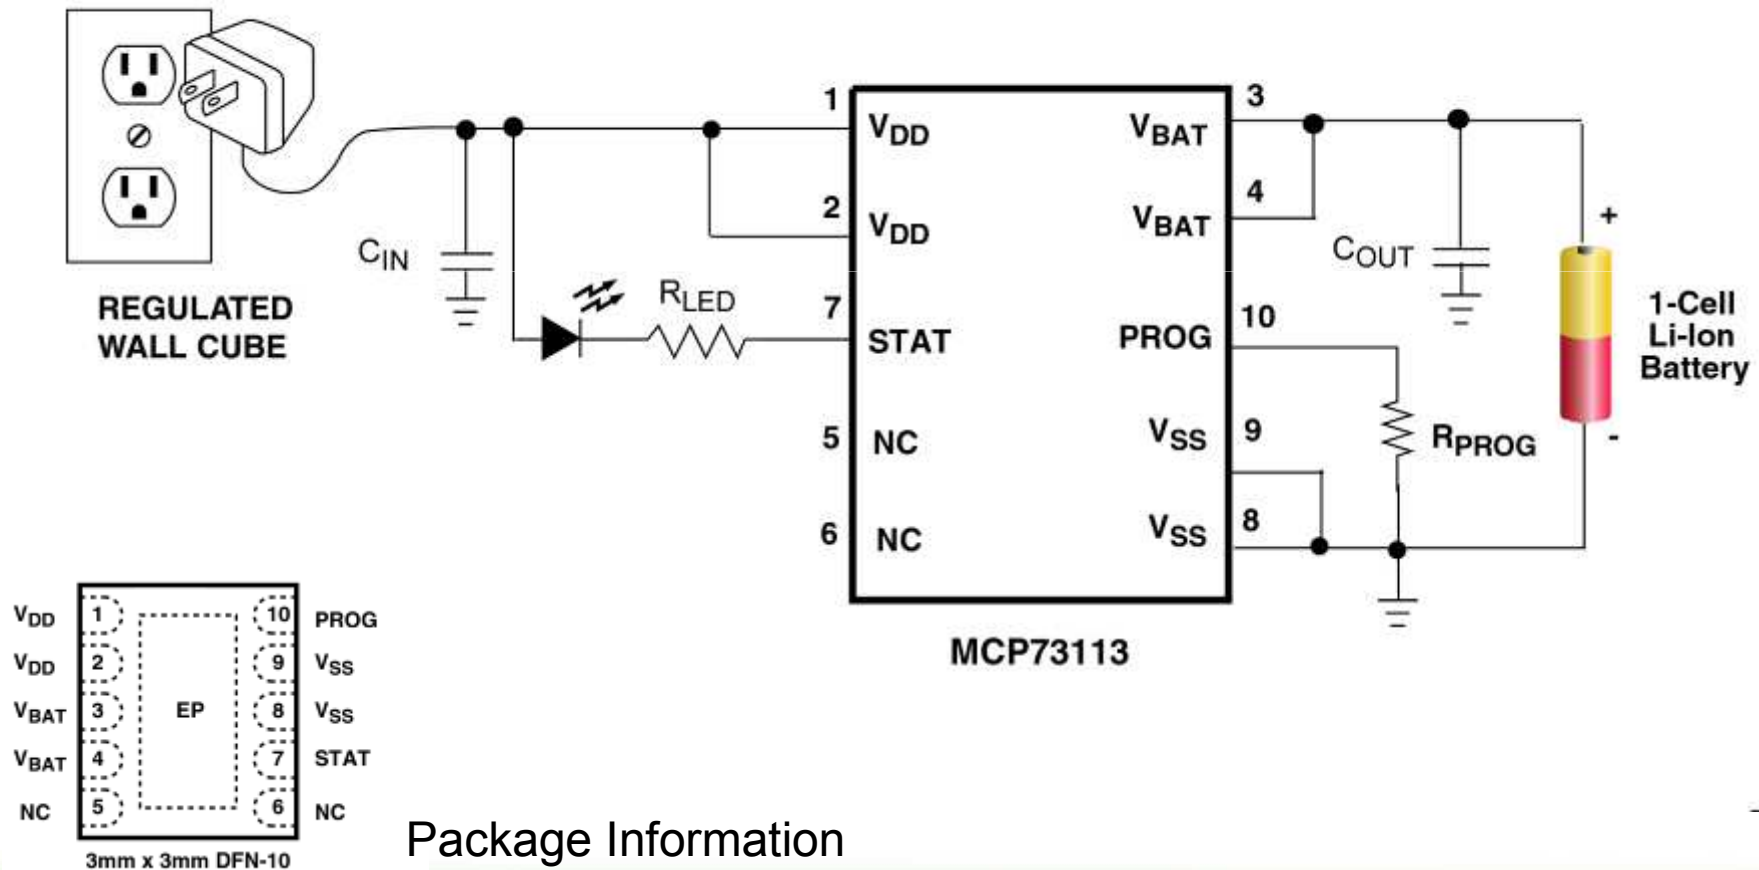 1
VDD
2
VDD
7
STAT
5
NC
6
NC
3
VBAT
4
VBAT
10
PROG
9
VSS
8
VSS
MCP73113
REGULATED
WALL CUBE
CIN
RLED
COUT
+
-
1-Cell
Li-Ion
Battery
RPROG
VDD 1 10 PROG
VDD 2 9 VSS
VBAT 3 EP 8 VSS
VBAT 4 7 STAT
NC 5 6 NC
3mm x 3mm DFN-10
Package Information